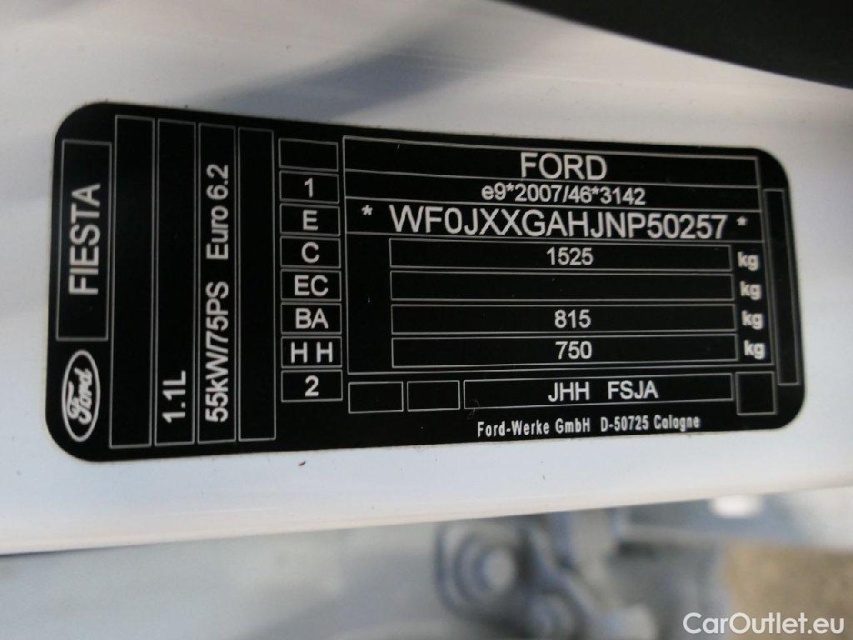 FIESTA
Ford
1.1L
55kW/75PS Euro 6.2
1
E
C
EC
BA
HH
2
FORD
e9*2007/46*3142
* WF0JXXGAHJNP50257 *
1525 kg
kg
815 kg
750 kg
JHH FSJA
Ford-Werke GmbH D-50725 Cologne
CarOutlet.eu